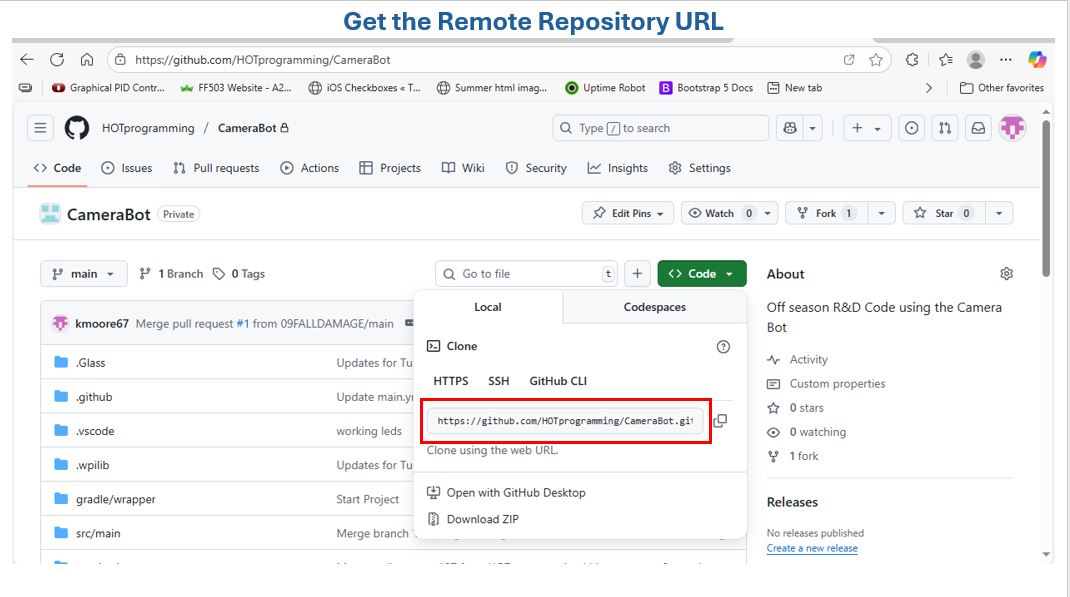 Get the Remote Repository URL
https://github.com/HOTprogramming/CameraBot
Graphical PID Contr... FF503 Website - A2... iOS Checkboxes « T... Summer html imag... Uptime Robot B Bootstrap 5 Docs New tab Other favorites
HOTprogramming / CameraBot Type / to search
Code Issues Pull requests Actions Projects Wiki Security Insights Settings
CameraBot Private Edit Pins Watch 0 Fork 1 Star 0
main 1 Branch 0 Tags Go to file t + Code About
Local Codespaces
Off season R&D Code using the Camera
Bot
kmoore67 Merge pull request #1 from 09FALLDAMAGE/main
Clone
HTTPS SSH GitHub CLI
https://github.com/HOTprogramming/CameraBot.git
Clone using the web URL.
Open with GitHub Desktop
Download ZIP
.Glass Updates for Tu
.github Update main.yr
.vscode working leds
.wpilib Updates for Tu
gradle/wrapper Start Project
src/main Merge branch
Activity
Custom properties
0 stars
0 watching
1 fork
Releases
No releases published
Create a new release